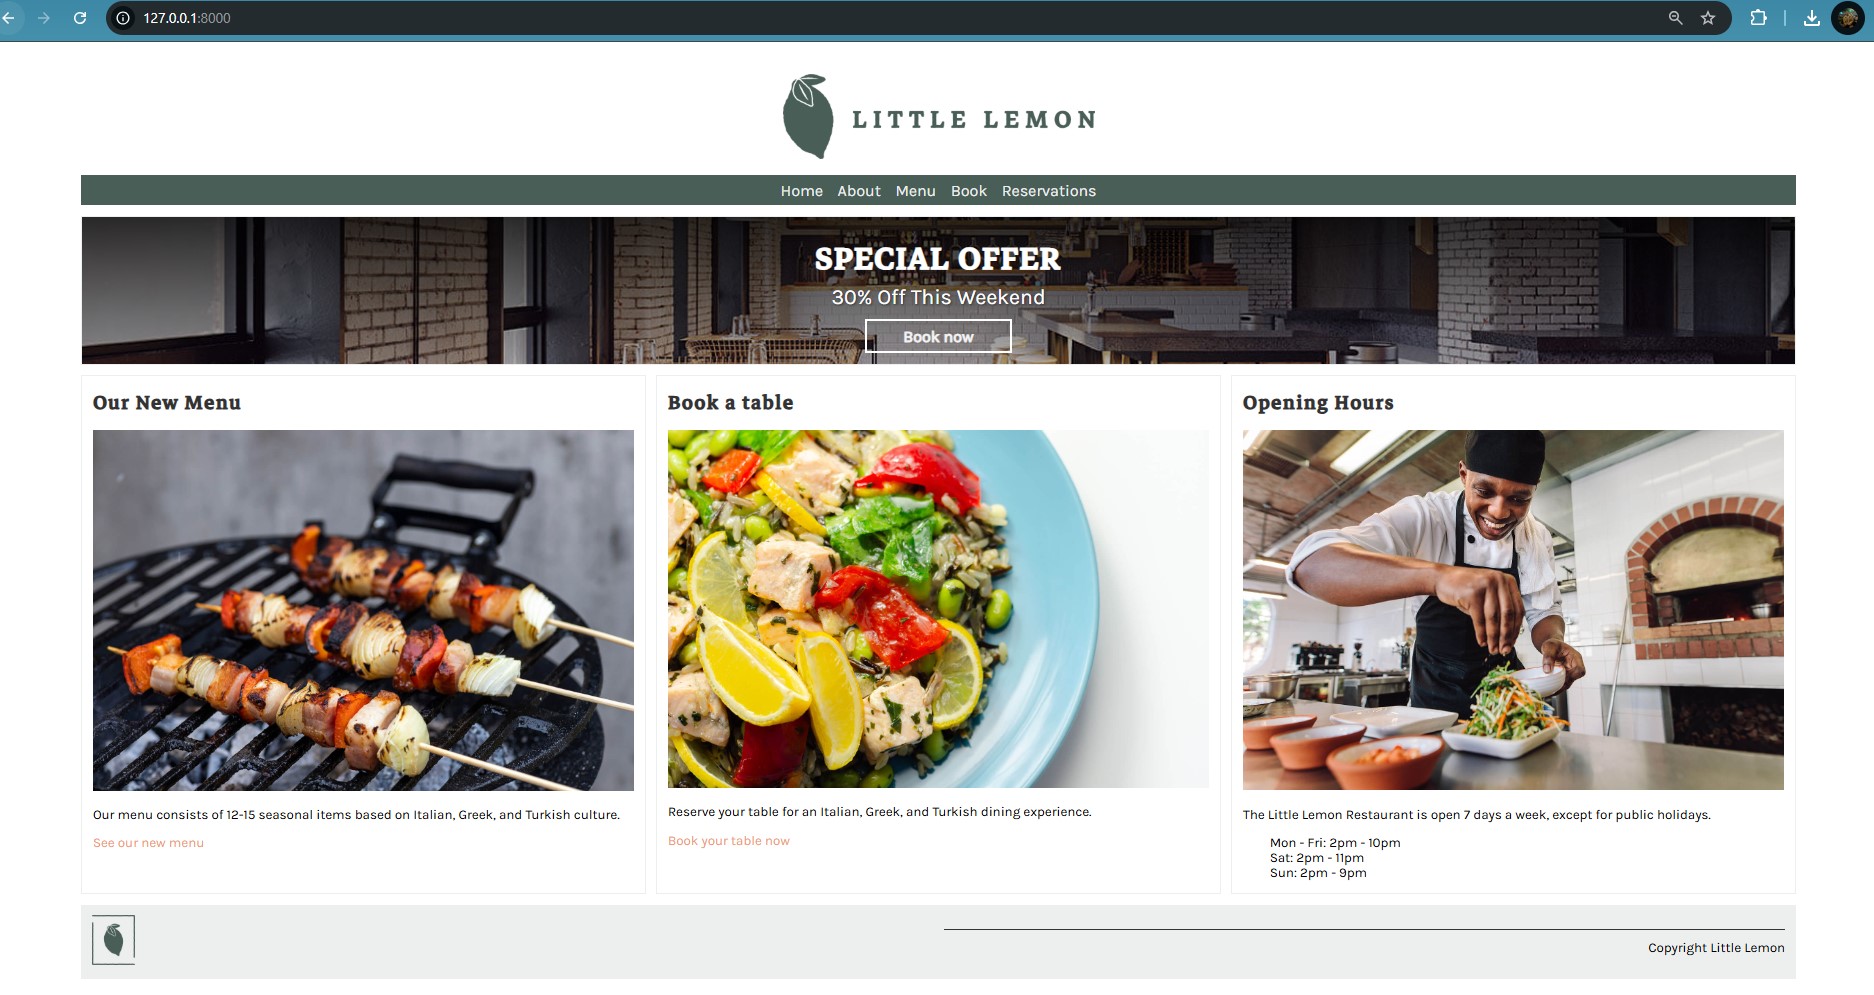 127.0.0.1:8000
LITTLE LEMON
Home About Menu Book Reservations
SPECIAL OFFER
30% Off This Weekend
Book now
Our New Menu
Our menu consists of 12-15 seasonal items based on Italian, Greek, and Turkish culture.
See our new menu
Book a table
Reserve your table for an Italian, Greek, and Turkish dining experience.
Book your table now
Opening Hours
The Little Lemon Restaurant is open 7 days a week, except for public holidays.
Mon - Fri: 2pm - 10pm
Sat: 2pm - 11pm
Sun: 2pm - 9pm
Copyright Little Lemon